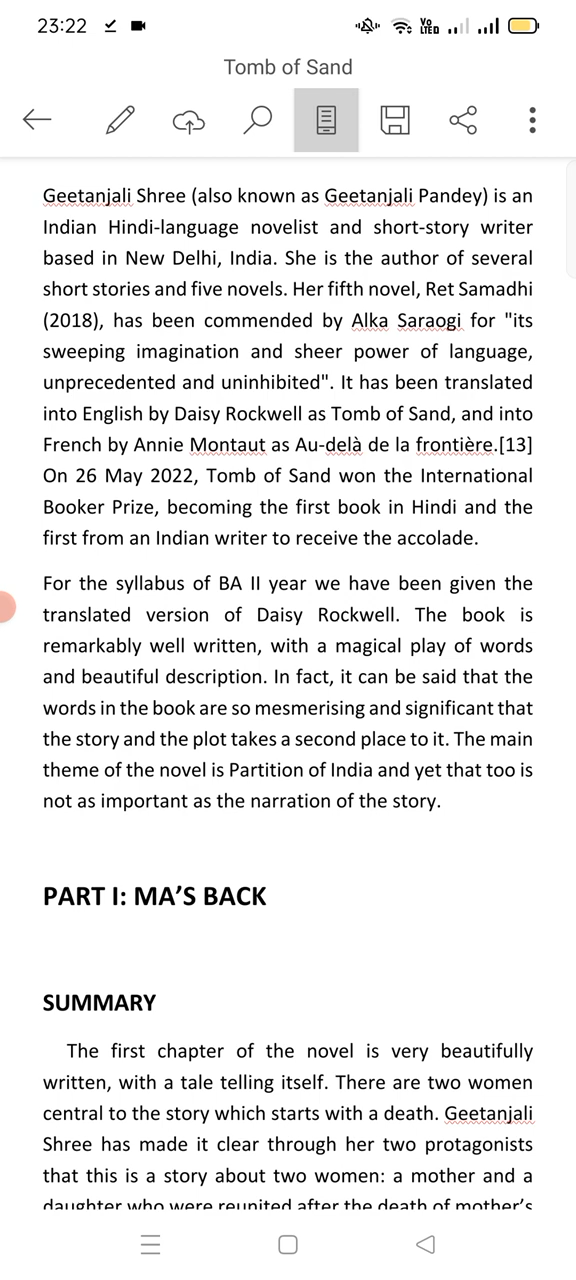 23:22
Vo
LTED
Tomb of Sand
Geetanjali Shree (also known as Geetanjali Pandey) is an
Indian Hindi-language novelist and short-story writer
based in New Delhi, India. She is the author of several
short stories and five novels. Her fifth novel, Ret Samadhi
(2018), has been commended by Alka Saraogi for "its
sweeping imagination and sheer power of language,
unprecedented and uninhibited". It has been translated
into English by Daisy Rockwell as Tomb of Sand, and into
French by Annie Montaut as Au-delà de la frontière.[13]
On 26 May 2022, Tomb of Sand won the International
Booker Prize, becoming the first book in Hindi and the
first from an Indian writer to receive the accolade.
For the syllabus of BA II year we have been given the
translated version of Daisy Rockwell. The book is
remarkably well written, with a magical play of words
and beautiful description. In fact, it can be said that the
words in the book are so mesmerising and significant that
the story and the plot takes a second place to it. The main
theme of the novel is Partition of India and yet that too is
not as important as the narration of the story.
PART I: MA’S BACK
SUMMARY
The first chapter of the novel is very beautifully
written, with a tale telling itself. There are two women
central to the story which starts with a death. Geetanjali
Shree has made it clear through her two protagonists
that this is a story about two women: a mother and a
daughter who were reunited after the death of mother’s